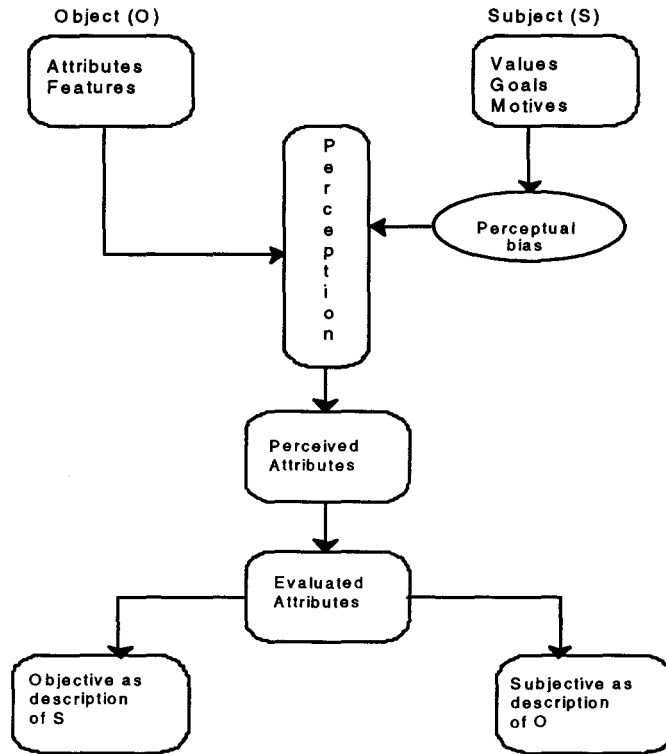 Object (O)
Subject (S)
Attributes
Features
Values
Goals
Motives
Perception
Perceptual
bias
Perceived
Attributes
Evaluated
Attributes
Objective as
description
of S
Subjective as
description
of O